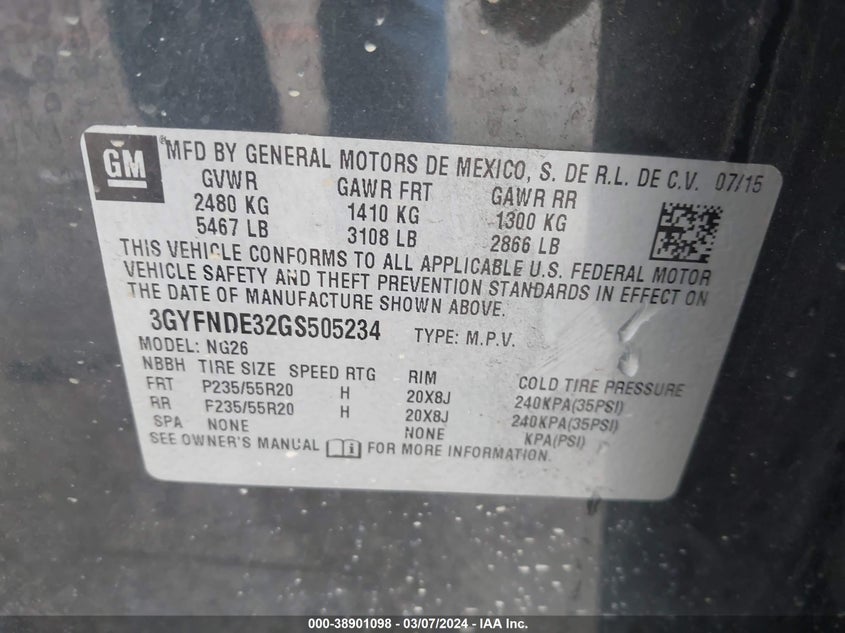 GM MFD BY GENERAL MOTORS DE MEXICO, S. DE R.L. DE C.V. 07/15
GVWR GAWR FRT GAWR RR
2480 KG 1410 KG 1300 KG
5467 LB 3108 LB 2866 LB
THIS VEHICLE CONFORMS TO ALL APPLICABLE U.S. FEDERAL MOTOR
VEHICLE SAFETY AND THEFT PREVENTION STANDARDS IN EFFECT ON
THE DATE OF MANUFACTURE SHOWN ABOVE.
3GYFNDE32GS505234 TYPE: M.P.V.
MODEL: NG26
NBBH TIRE SIZE SPEED RTG RIM COLD TIRE PRESSURE
FRT P235/55R20 H 20X8J 240KPA(35PSI)
RR P235/55R20 H 20X8J 240KPA(35PSI)
SPA NONE NONE KPA(PSI)
SEE OWNER'S MANUAL FOR MORE INFORMATION.
000-38901098 - 03/07/2024 - IAA Inc.